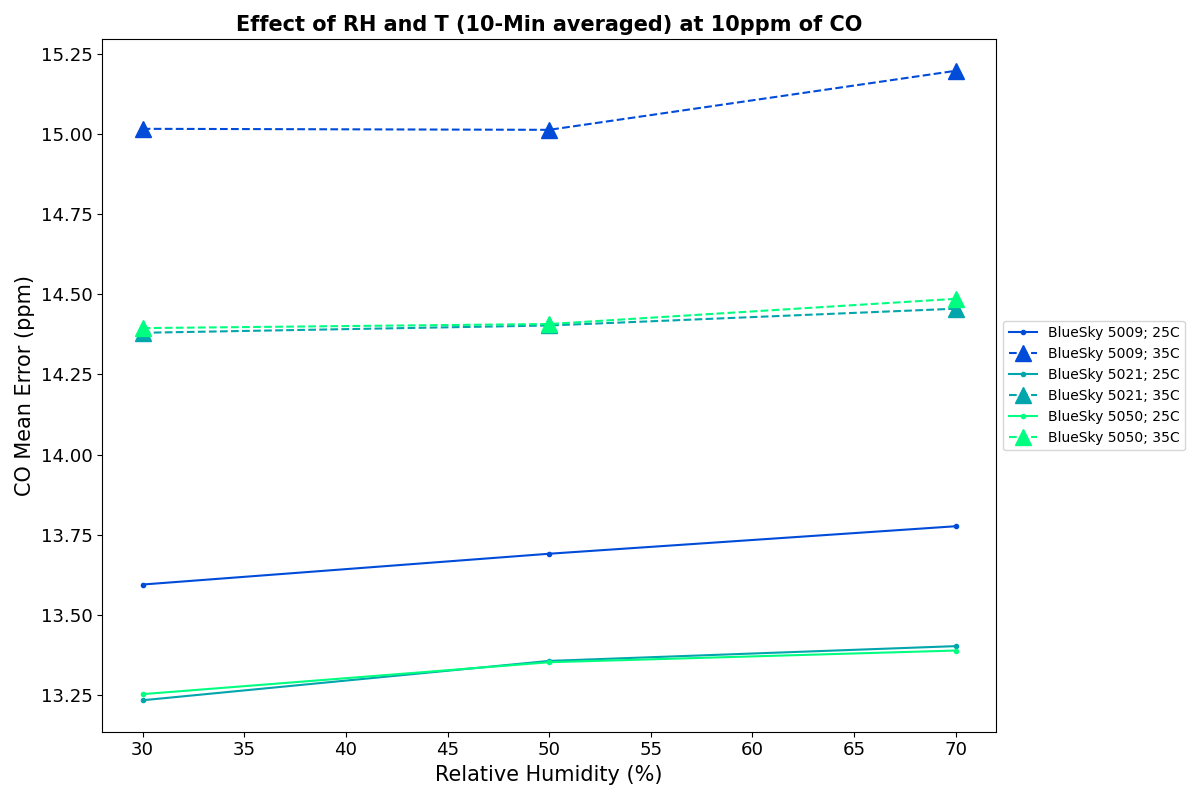 Effect of RH and T (10-Min averaged) at 10ppm of CO
15.25
15.00
14.75
14.50
14.25
14.00
13.75
13.50
13.25
CO Mean Error (ppm)
30 35 40 45 50 55 60 65 70
Relative Humidity (%)
BlueSky 5009; 25C
BlueSky 5009; 35C
BlueSky 5021; 25C
BlueSky 5021; 35C
BlueSky 5050; 25C
BlueSky 5050; 35C